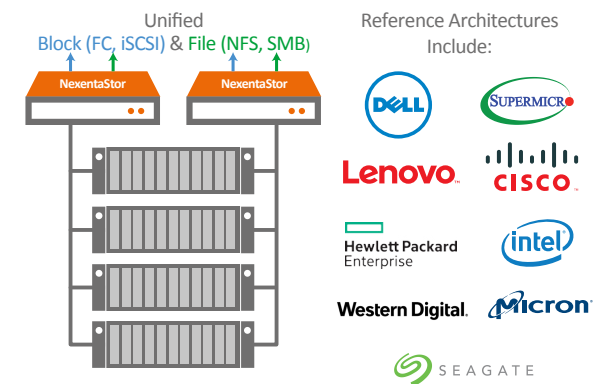 Unified
Block (FC, iSCSI) & File (NFS, SMB)
NexentaStor
NexentaStor
Reference Architectures
Include:
DELL
SUPERMICRO
Lenovo
CISCO
Hewlett Packard
Enterprise
intel
Western Digital.
Micron
SEAGATE